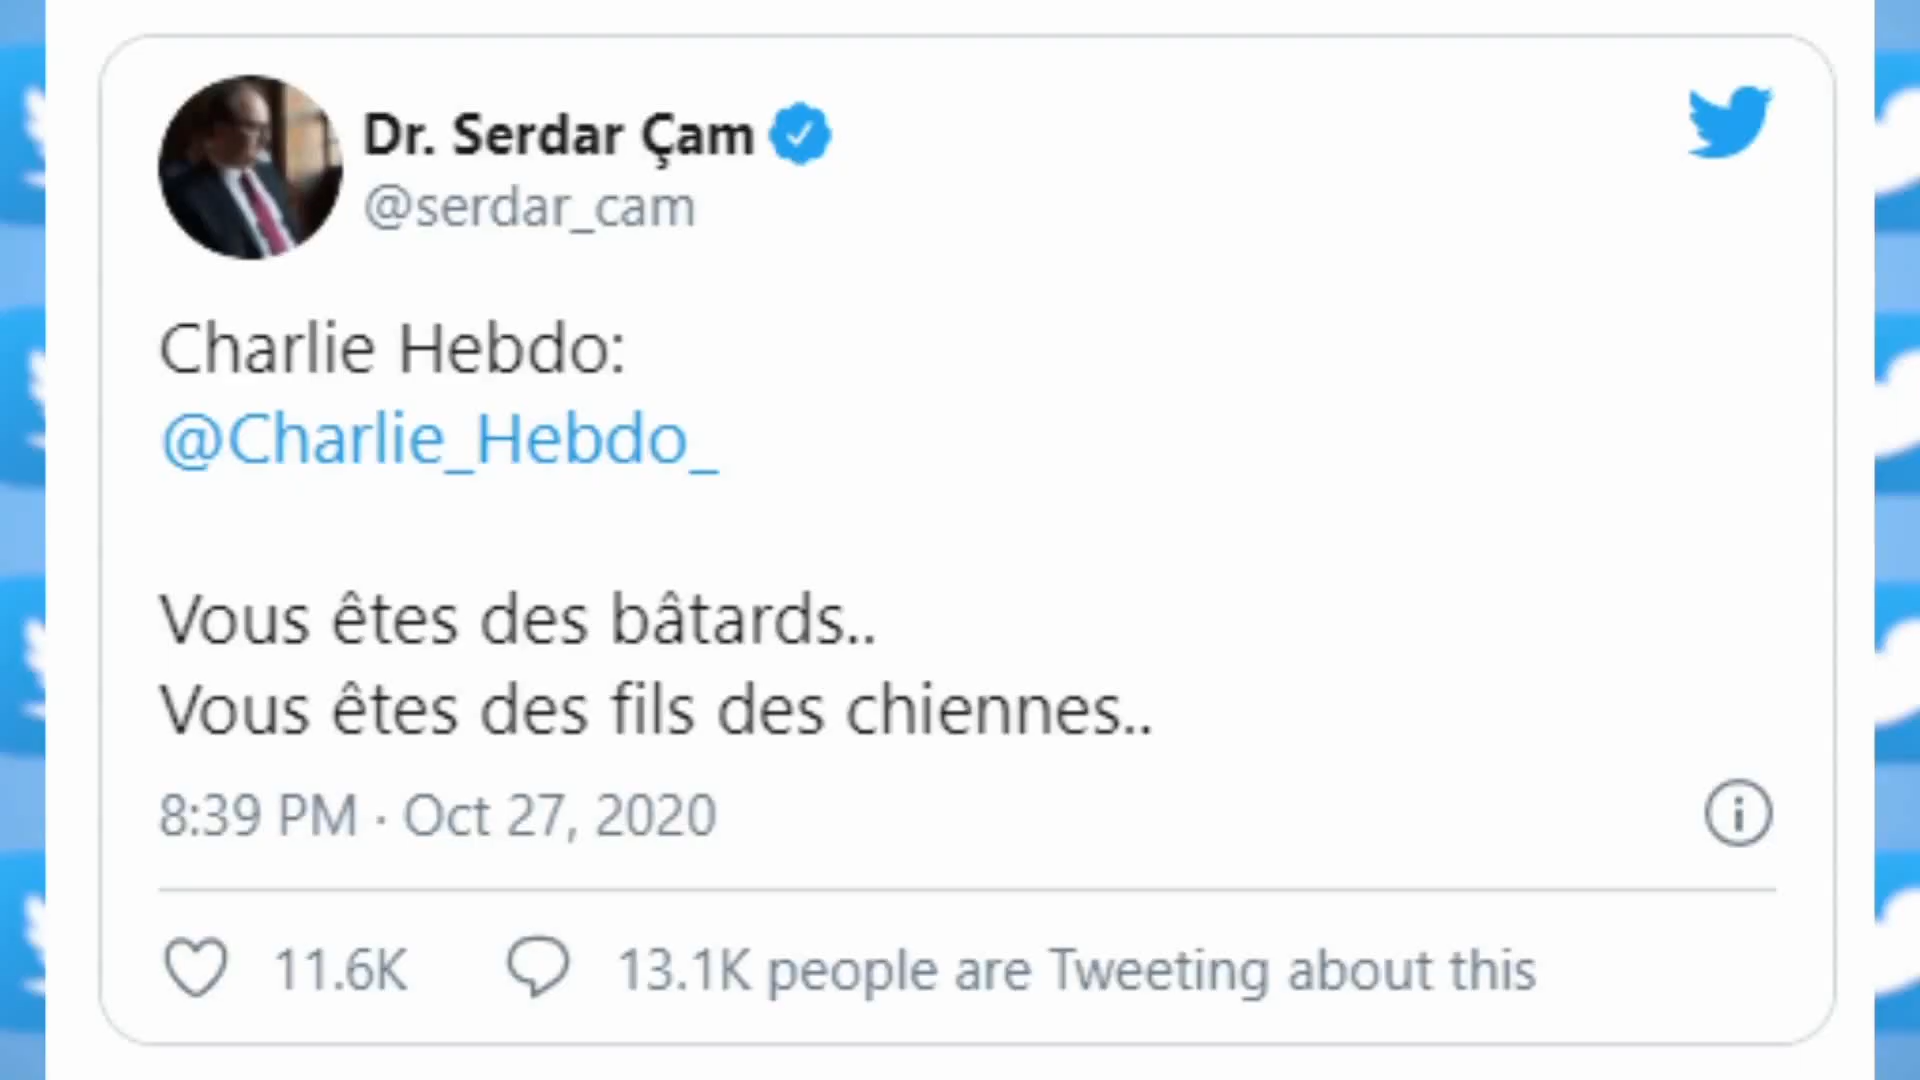 Dr. Serdar Çam
@serdar_cam
Charlie Hebdo:
@Charlie_Hebdo_
Vous êtes des bâtards..
Vous êtes des fils des chiennes..
8:39 PM · Oct 27, 2020
11.6K 13.1K people are Tweeting about this